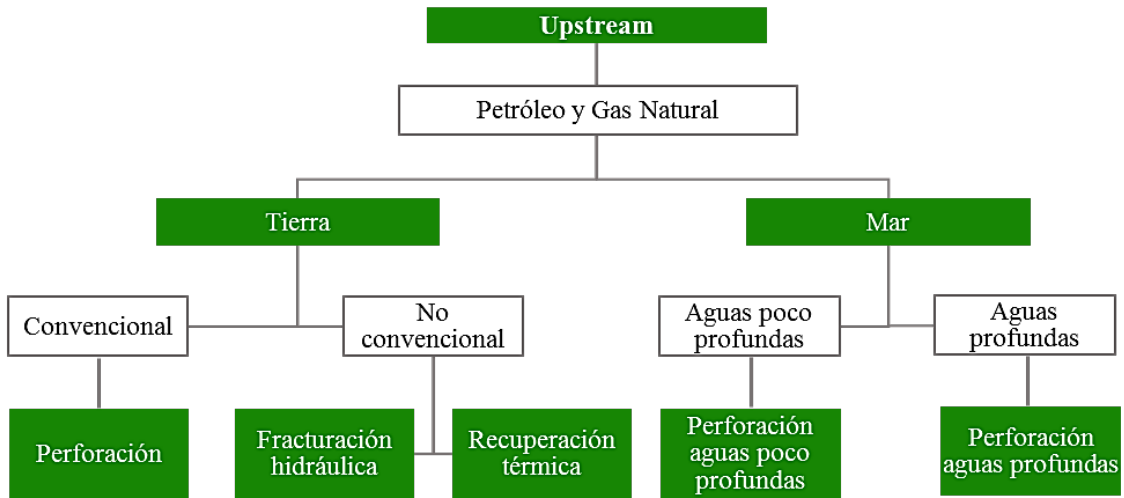 Upstream
Petróleo y Gas Natural
Tierra
Mar
Convencional
No
convencional
Aguas poco
profundas
Aguas
profundas
Perforación
Fracturación
hidráulica
Recuperación
térmica
Perforación
aguas poco
profundas
Perforación
aguas profundas